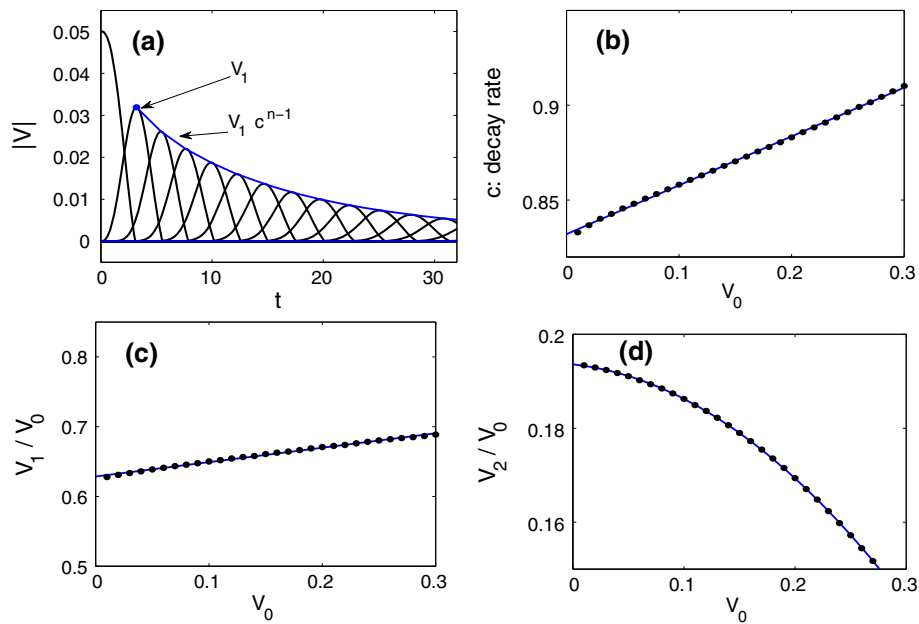 (a)
|V|
0.05
0.04
0.03
0.02
0.01
0
V₁
V₁ cⁿ⁻¹
0
10
20
30
t
(b)
c: decay rate
0.9
0.85
0
0.1
0.2
0.3
V₀
(c)
V₁ / V₀
0.8
0.7
0.6
0.5
0
0.1
0.2
0.3
V₀
(d)
V₂ / V₀
0.2
0.18
0.16
0
0.1
0.2
0.3
V₀